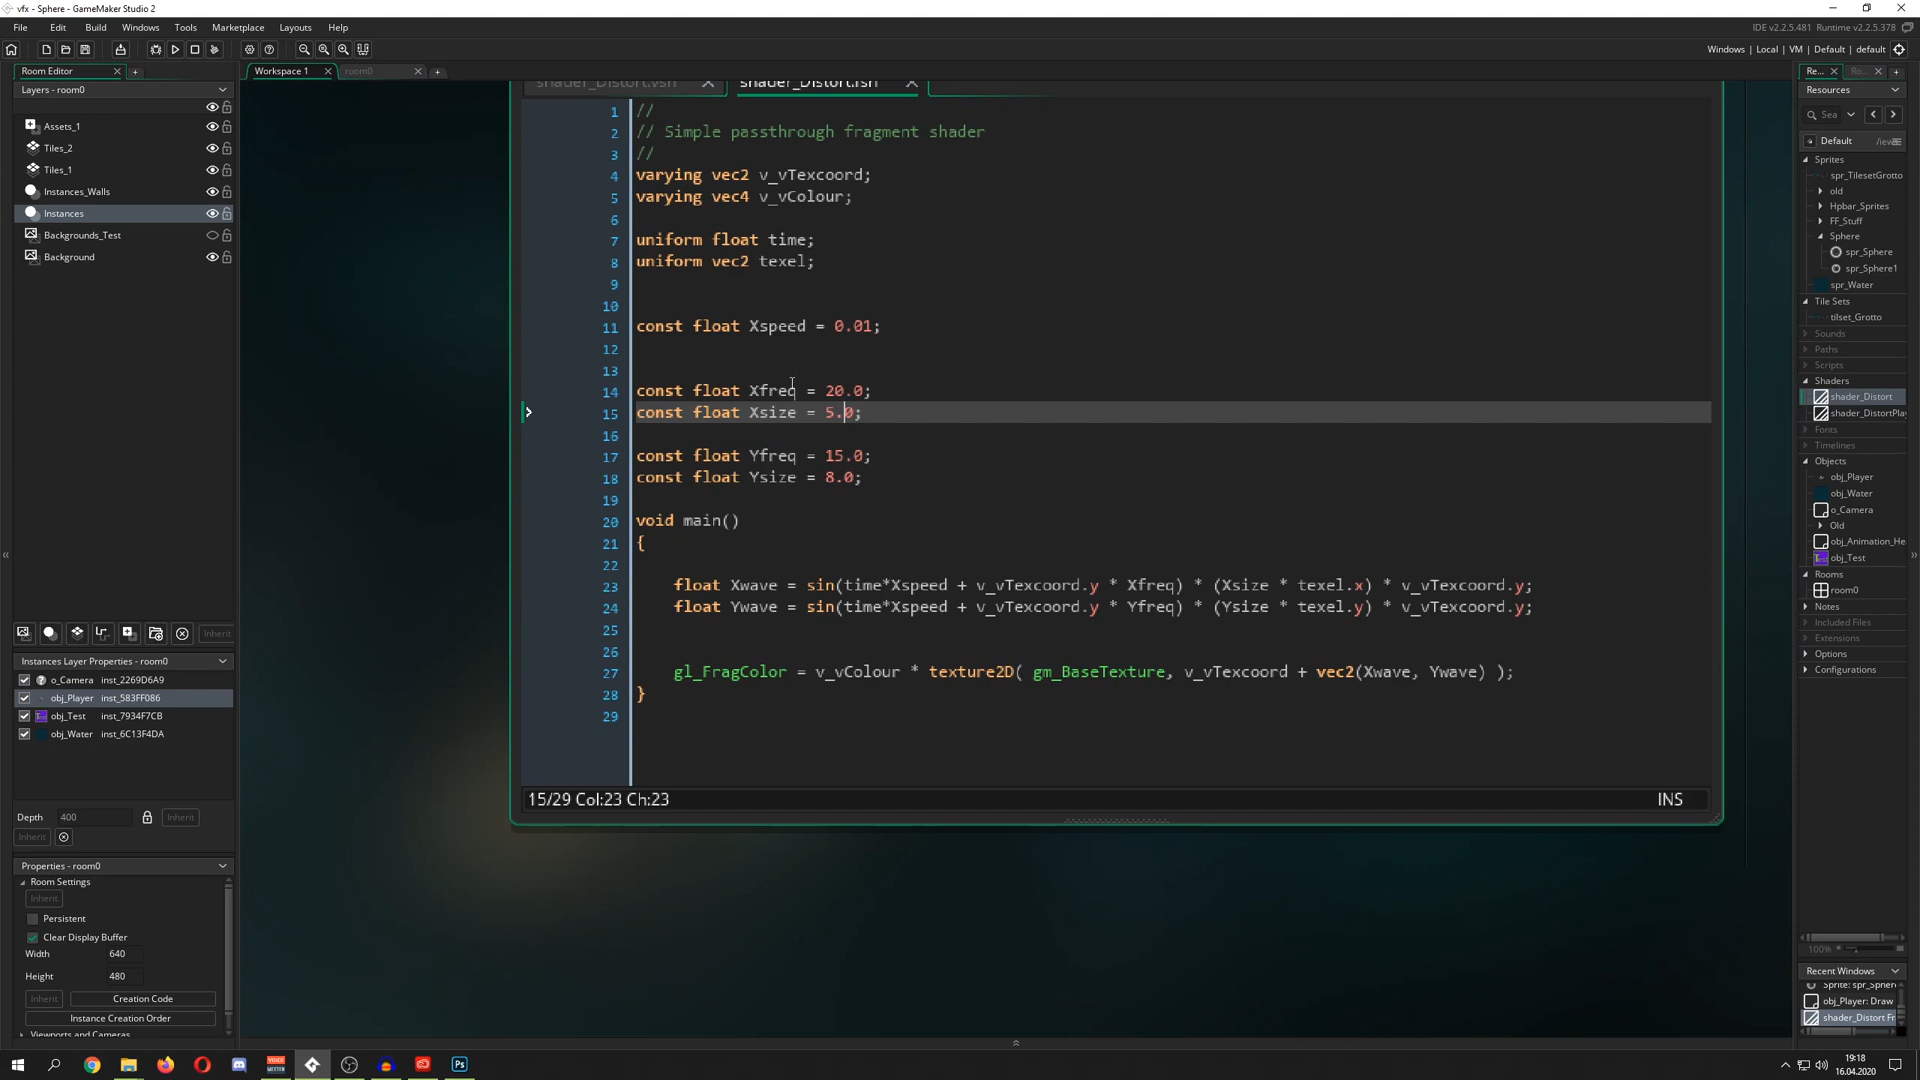 vfx - Sphere - GameMaker Studio 2
File Edit Build Windows Tools Marketplace Layouts Help
IDE v2.2.5.481 Runtime v2.2.5.378
Windows | Local | VM | Default | default
Room Editor
Layers - room0
Assets_1
Tiles_2
Tiles_1
Instances_Walls
Instances
Backgrounds_Test
Background
Inherit
Instances Layer Properties - room0
o_Camera inst_2269D6A9
obj_Player inst_583FF086
obj_Test inst_7934F7CB
obj_Water inst_6C13F4DA
Depth 400 Inherit
Inherit
Properties - room0
Room Settings
Inherit
Persistent
Clear Display Buffer
Width 640
Height 480
Inherit Creation Code
Instance Creation Order
Viewports and Cameras
Workspace 1 room0
shader_Distort.vsh shader_Distort.fsh
1 //
2 // Simple passthrough fragment shader
3 //
4 varying vec2 v_vTexcoord;
5 varying vec4 v_vColour;
6
7 uniform float time;
8 uniform vec2 texel;
9
10
11 const float Xspeed = 0.01;
12
13
14 const float Xfreq = 20.0;
15 const float Xsize = 5.0;
16
17 const float Yfreq = 15.0;
18 const float Ysize = 8.0;
19
20 void main()
21 {
22
23 float Xwave = sin(time*Xspeed + v_vTexcoord.y * Xfreq) * (Xsize * texel.x) * v_vTexcoord.y;
24 float Ywave = sin(time*Xspeed + v_vTexcoord.y * Yfreq) * (Ysize * texel.y) * v_vTexcoord.y;
25
26
27 gl_FragColor = v_vColour * texture2D( gm_BaseTexture, v_vTexcoord + vec2(Xwave, Ywave) );
28 }
29
15/29 Col:23 Ch:23 INS
Re... Ro...
Resources
Sea
Default
Sprites
spr_TilesetGrotto
old
Hpbar_Sprites
FF_Stuff
Sphere
spr_Sphere
spr_Sphere1
spr_Water
Tile Sets
tilset_Grotto
Sounds
Paths
Scripts
Shaders
shader_Distort
shader_DistortPla
Fonts
Timelines
Objects
obj_Player
obj_Water
o_Camera
Old
obj_Animation_He
obj_Test
Rooms
room0
Notes
Included Files
Extensions
Options
Configurations
100%
Recent Windows
Sprite: spr_Spher
obj_Player: Draw
shader_Distort Fr
19:18
16.04.2020